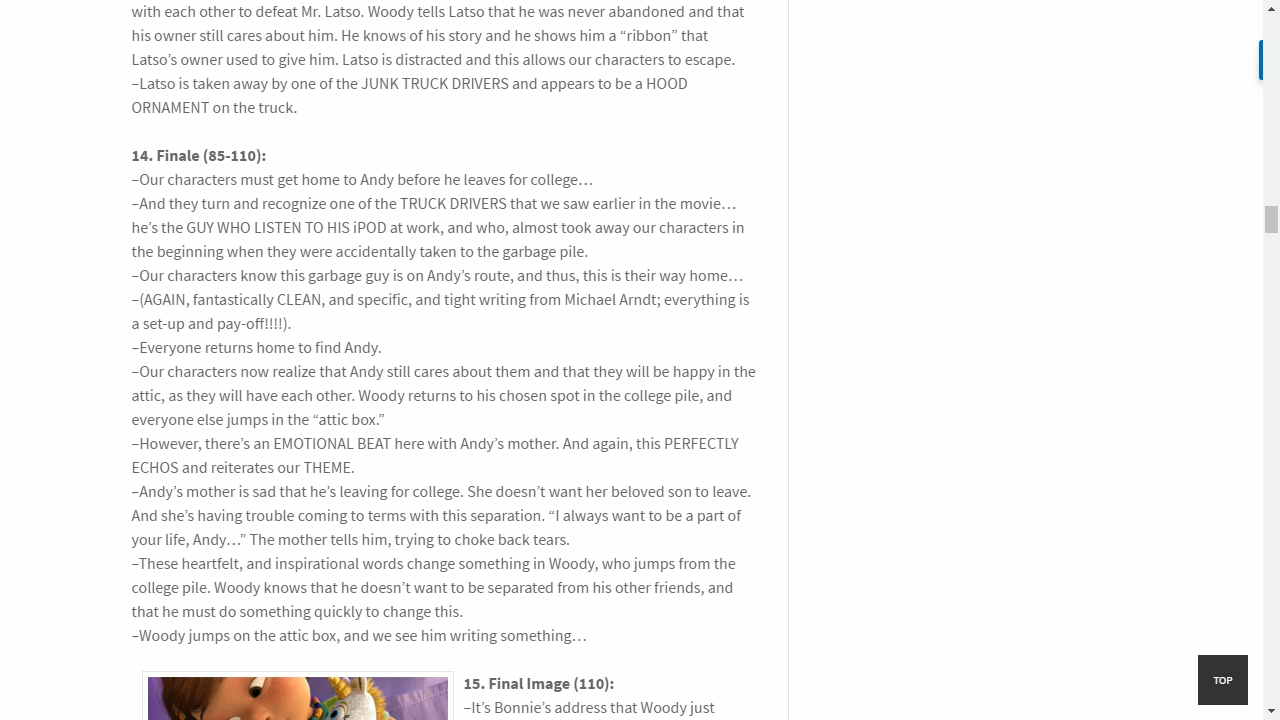 with each other to defeat Mr. Latso. Woody tells Latso that he was never abandoned and that
his owner still cares about him. He knows of his story and he shows him a “ribbon” that
Latso’s owner used to give him. Latso is distracted and this allows our characters to escape.
–Latso is taken away by one of the JUNK TRUCK DRIVERS and appears to be a HOOD
ORNAMENT on the truck.
14. Finale (85-110):
–Our characters must get home to Andy before he leaves for college…
–And they turn and recognize one of the TRUCK DRIVERS that we saw earlier in the movie…
he’s the GUY WHO LISTEN TO HIS iPOD at work, and who, almost took away our characters in
the beginning when they were accidentally taken to the garbage pile.
–Our characters know this garbage guy is on Andy’s route, and thus, this is their way home…
–(AGAIN, fantastically CLEAN, and specific, and tight writing from Michael Arndt; everything is
a set-up and pay-off!!!!).
–Everyone returns home to find Andy.
–Our characters now realize that Andy still cares about them and that they will be happy in the
attic, as they will have each other. Woody returns to his chosen spot in the college pile, and
everyone else jumps in the “attic box.”
–However, there’s an EMOTIONAL BEAT here with Andy’s mother. And again, this PERFECTLY
ECHOS and reiterates our THEME.
–Andy’s mother is sad that he’s leaving for college. She doesn’t want her beloved son to leave.
And she’s having trouble coming to terms with this separation. “I always want to be a part of
your life, Andy…” The mother tells him, trying to choke back tears.
–These heartfelt, and inspirational words change something in Woody, who jumps from the
college pile. Woody knows that he doesn’t want to be separated from his other friends, and
that he must do something quickly to change this.
–Woody jumps on the attic box, and we see him writing something…
15. Final Image (110):
–It’s Bonnie’s address that Woody just
TOP